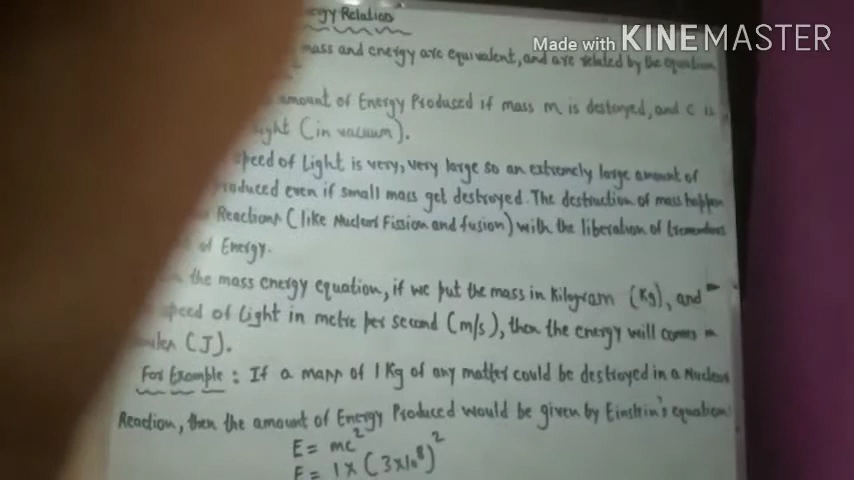 Made with KINEMASTER
rgy Relation
mass and energy are equivalent, and are related by the equation
amount of Energy Produced if mass m is destroyed, and c is
ight (in vacuum).
peed of Light is very, very large so an extremely large amount of
roduced even if small mass get destroyed. The destruction of mass happen
Reactions (like Nuclear Fission and fusion) with the liberation of tremendous
of Energy.
the mass energy equation, if we put the mass in Kilogram (Kg), and
peed of Light in metre per second (m/s), then the energy will comes in
(J).
For Example : If a mass of 1 Kg of any matter could be destroyed in a Nuclear
Reaction, then the amount of Energy Produced would be given by Einstin's equation:
E = mc²
E = 1 × (3×10⁸)²